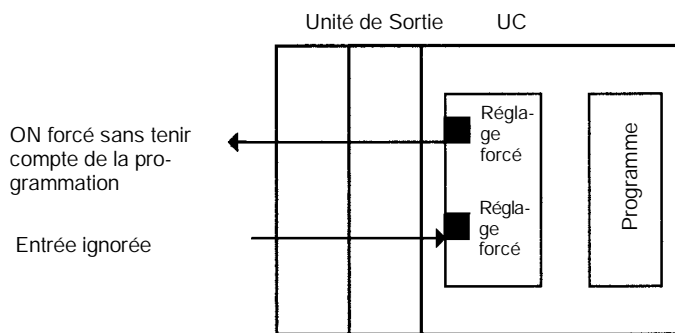 Unité de Sortie UC
ON forcé sans tenir
compte de la pro-
grammation
Régla-
ge
forcé
Entrée ignorée
Régla-
ge
forcé
Programme